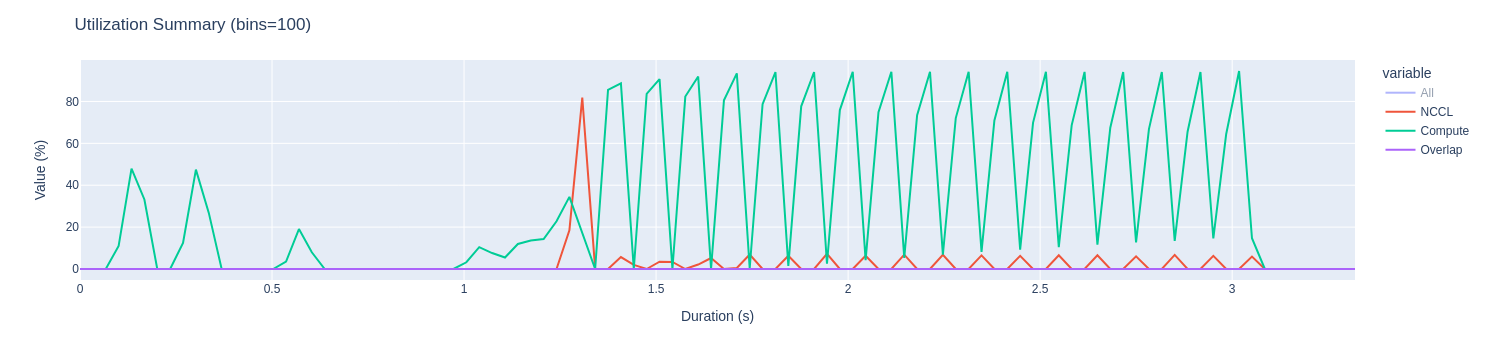 Utilization Summary (bins=100)
Value (%)
80
60
40
20
0
0
0.5
1
1.5
2
2.5
3
Duration (s)
variable
All
NCCL
Compute
Overlap